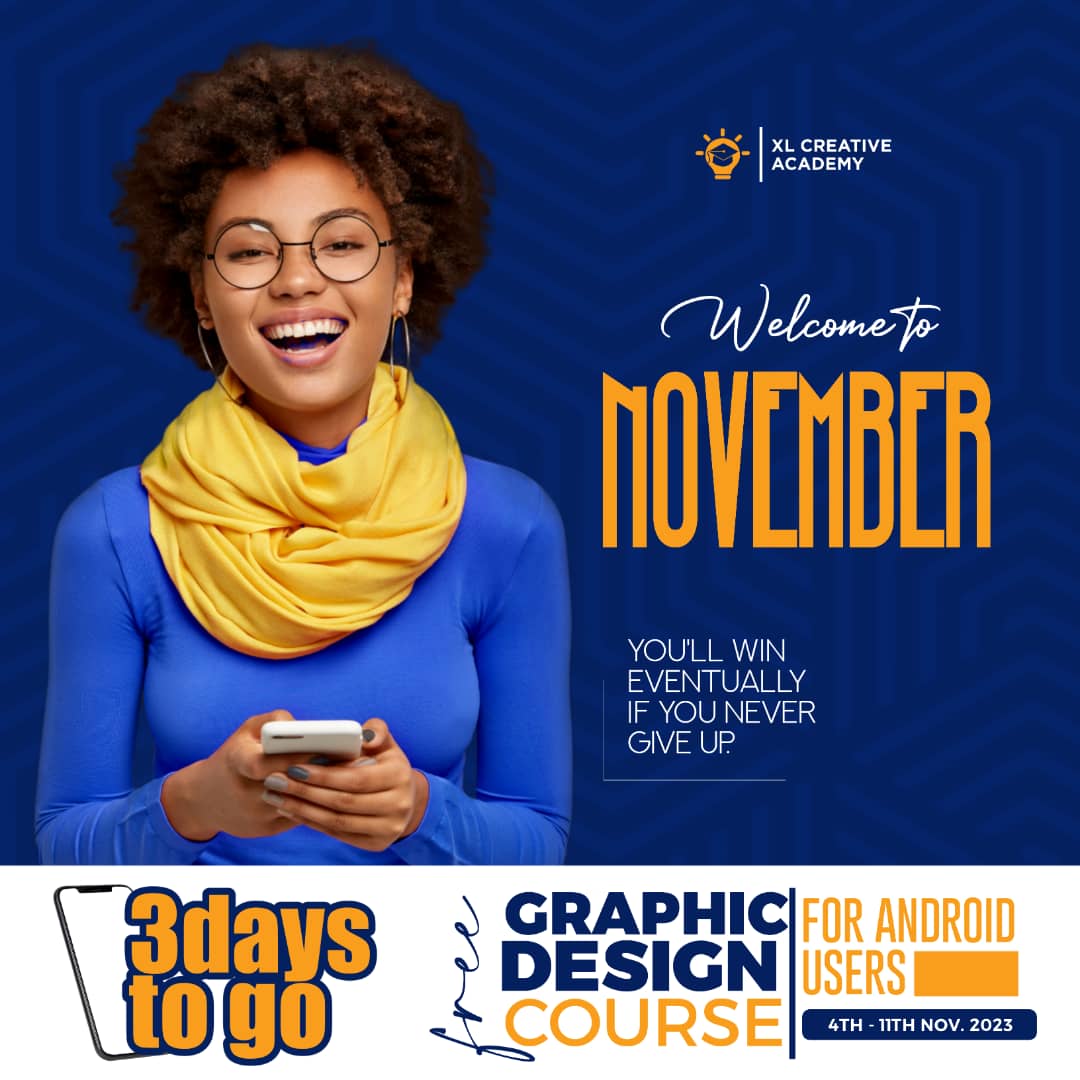 XL CREATIVE
ACADEMY
Welcome to
NOVEMBER
YOU'LL WIN
EVENTUALLY
IF YOU NEVER
GIVE UP.
3days
to go
free
GRAPHIC
DESIGN
COURSE
FOR ANDROID
USERS
4TH - 11TH NOV. 2023